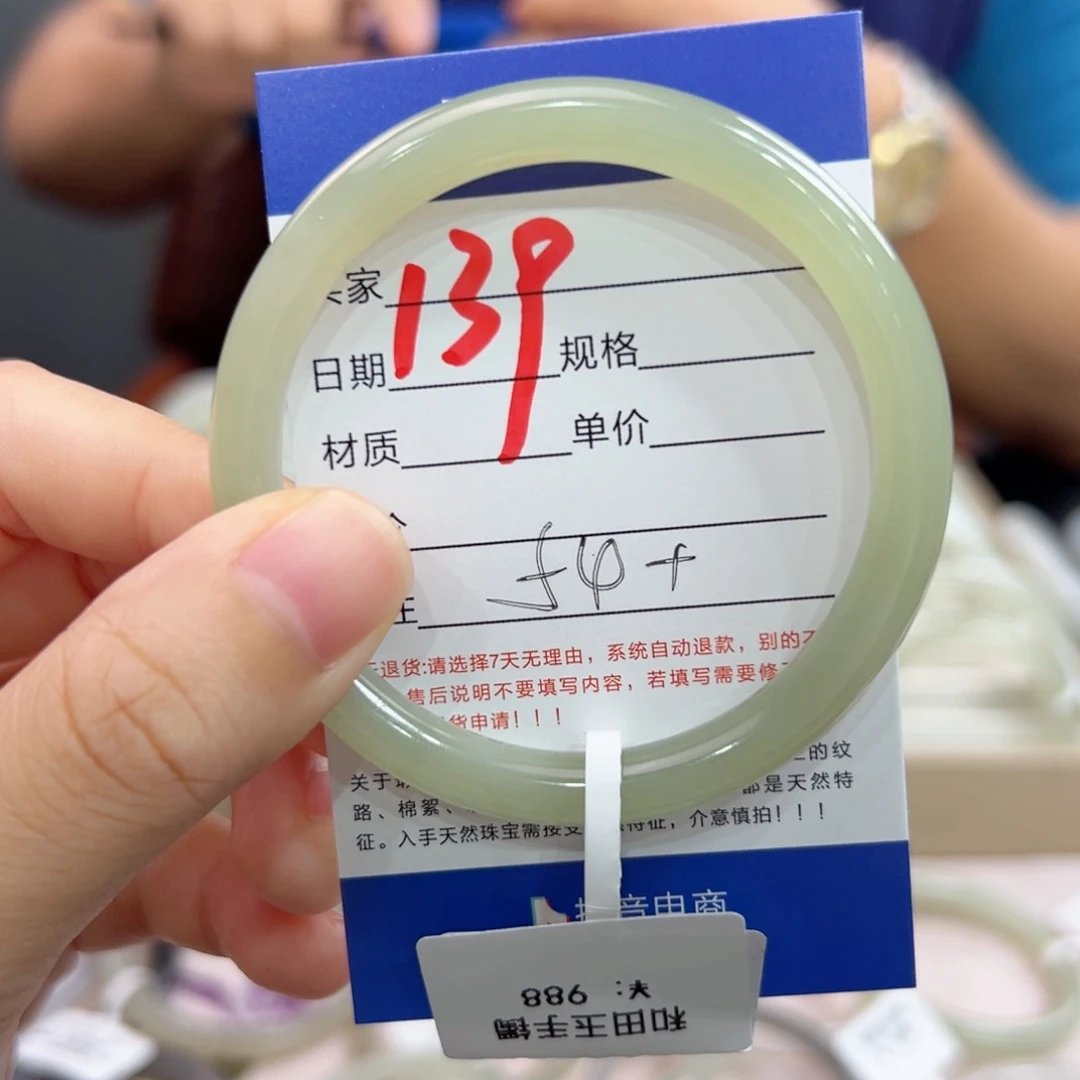 家
139
日期 规格
材质 单价
54+
退货:请选择7天无理由，系统自动退款，别的
售后说明不要填写内容，若填写需要修
货申请！！！
关于 的纹
路、棉絮、 都是天然特
征。入手天然珠宝需接受 特征，介意慎拍！！！
抖音电商
和田玉手镯
¥: 988